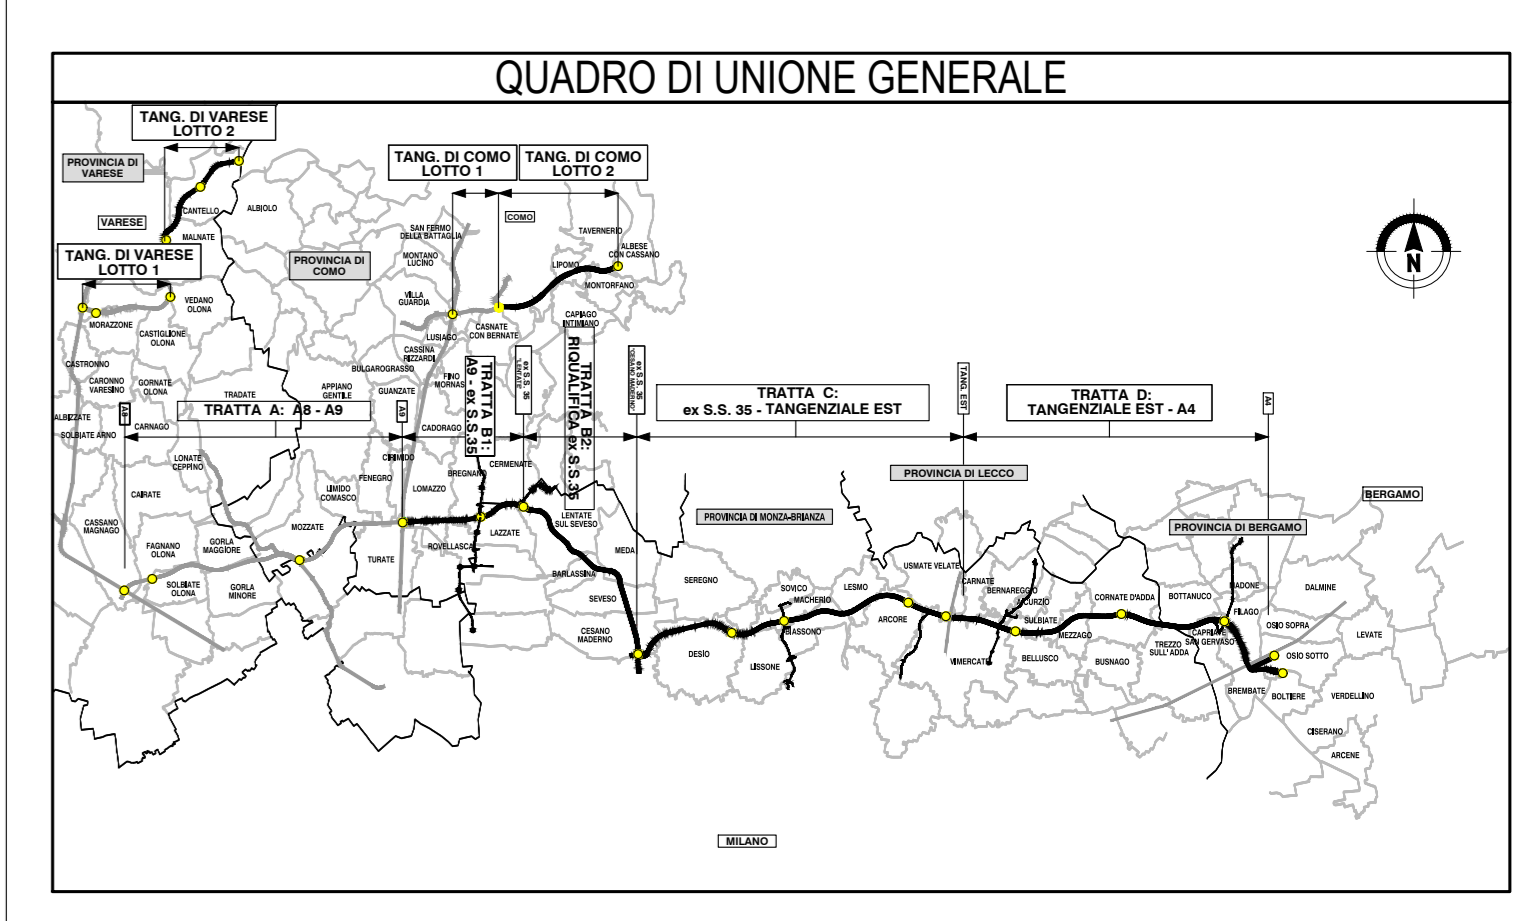 QUADRO DI UNIONE GENERALE
TANG. DI VARESE
LOTTO 2
PROVINCIA DI
VARESE
TANG. DI COMO
LOTTO 1
TANG. DI COMO
LOTTO 2
CANTELLO
ALBIOLO
VARESE
MALNATE
COMO
SAN FERMO
DELLA BATTAGLIA
TAVERNERIO
TANG. DI VARESE
LOTTO 1
PROVINCIA DI
COMO
MONTANO
LUCINO
ALBESE
CON CASSANO
LIPOMO
MONTORFANO
N
VEDANO
OLONA
VILLA
GUARDIA
MORAZZONE
CASTIGLIONE
OLONA
LUSIAGO
CASNATE
CON BERNATE
CAPIAGO
INTIMIANO
CASTRONNO
CASSINA
RIZZARDI
BULGAROGRASSO
CARONNO
VARESINO
GORNATE
OLONA
TRADATE
APPIANO
GENTILE
GUANZATE
FINO
MORNAS
TRATTA B1:
A9 - ex S.S.35
ex S.S. 35
"LENTATE"
TRATTA B2:
RIQUALIFICA ex S.S.35
ex S.S. 35
"CESANO MADERNO"
TRATTA C:
ex S.S. 35 - TANGENZIALE EST
TANG. EST
TRATTA D:
TANGENZIALE EST - A4
A4
A8
TRATTA A: A8 - A9
A9
ALBIZZATE
SOLBIATE ARNO
CARNAGO
CADORAGO
LONATE
CEPPINO
CIRIMIDO
FENEGRO
BREGNANO
CERMENATE
PROVINCIA DI LECCO
BERGAMO
CAIRATE
LIMIDO
COMASCO
LOMAZZO
CASSANO
MAGNAGO
MOZZATE
LENTATE
SUL SEVESO
PROVINCIA DI MONZA-BRIANZA
PROVINCIA DI BERGAMO
FAGNANO
OLONA
GORLA
MAGGIORE
ROVELLASCA
LAZZATE
MEDA
TURATE
SOLBIATE
OLONA
GORLA
MINORE
BARLASSINA
SEREGNO
SOVICO
LESMO
USMATE VELATE
CARNATE
BERNAREGGIO
MADONE
DALMINE
SEVESO
MACHERIO
CURZIO
CORNATE D'ADDA
BOTTANUCO
FILAGO
CESANO
MADERNO
BIASSONO
ARCORE
SULBIATE
MEZZAGO
CAPRIATE
SAN GERVASO
OSIO SOPRA
LEVATE
DESIO
LISSONE
VIMERCATE
BELLUSCO
BUSNAGO
TREZZO
SULL' ADDA
OSIO SOTTO
BREMBATE
BOLTIERE
VERDELLINO
CISERANO
ARCENE
MILANO